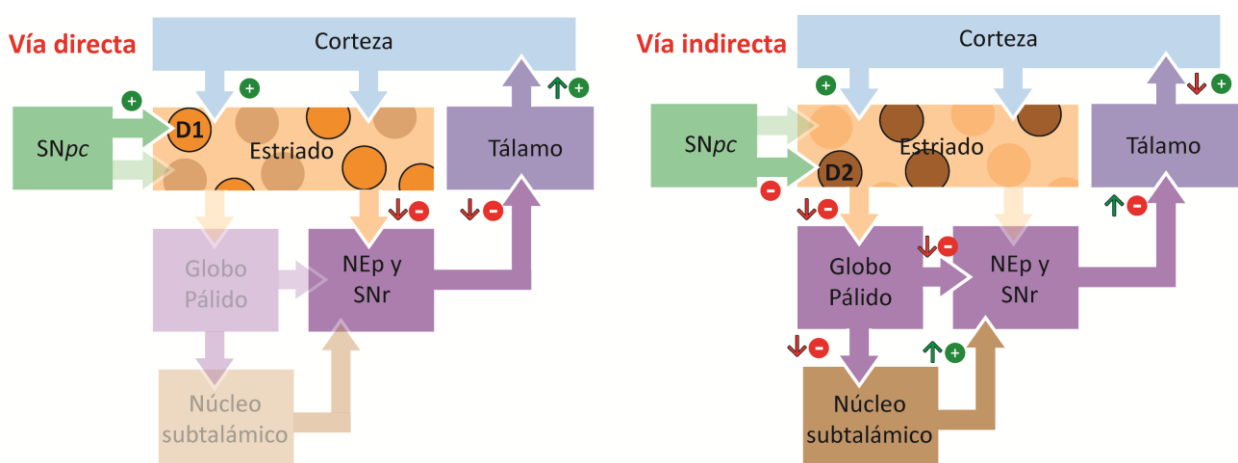 Vía directa
Corteza
SNpc
D1
Estriado
Tálamo
Globo
Pálido
NEp y
SNr
Núcleo
subtalámico
Vía indirecta
Corteza
SNpc
D2
Estriado
Tálamo
Globo
Pálido
NEp y
SNr
Núcleo
subtalámico